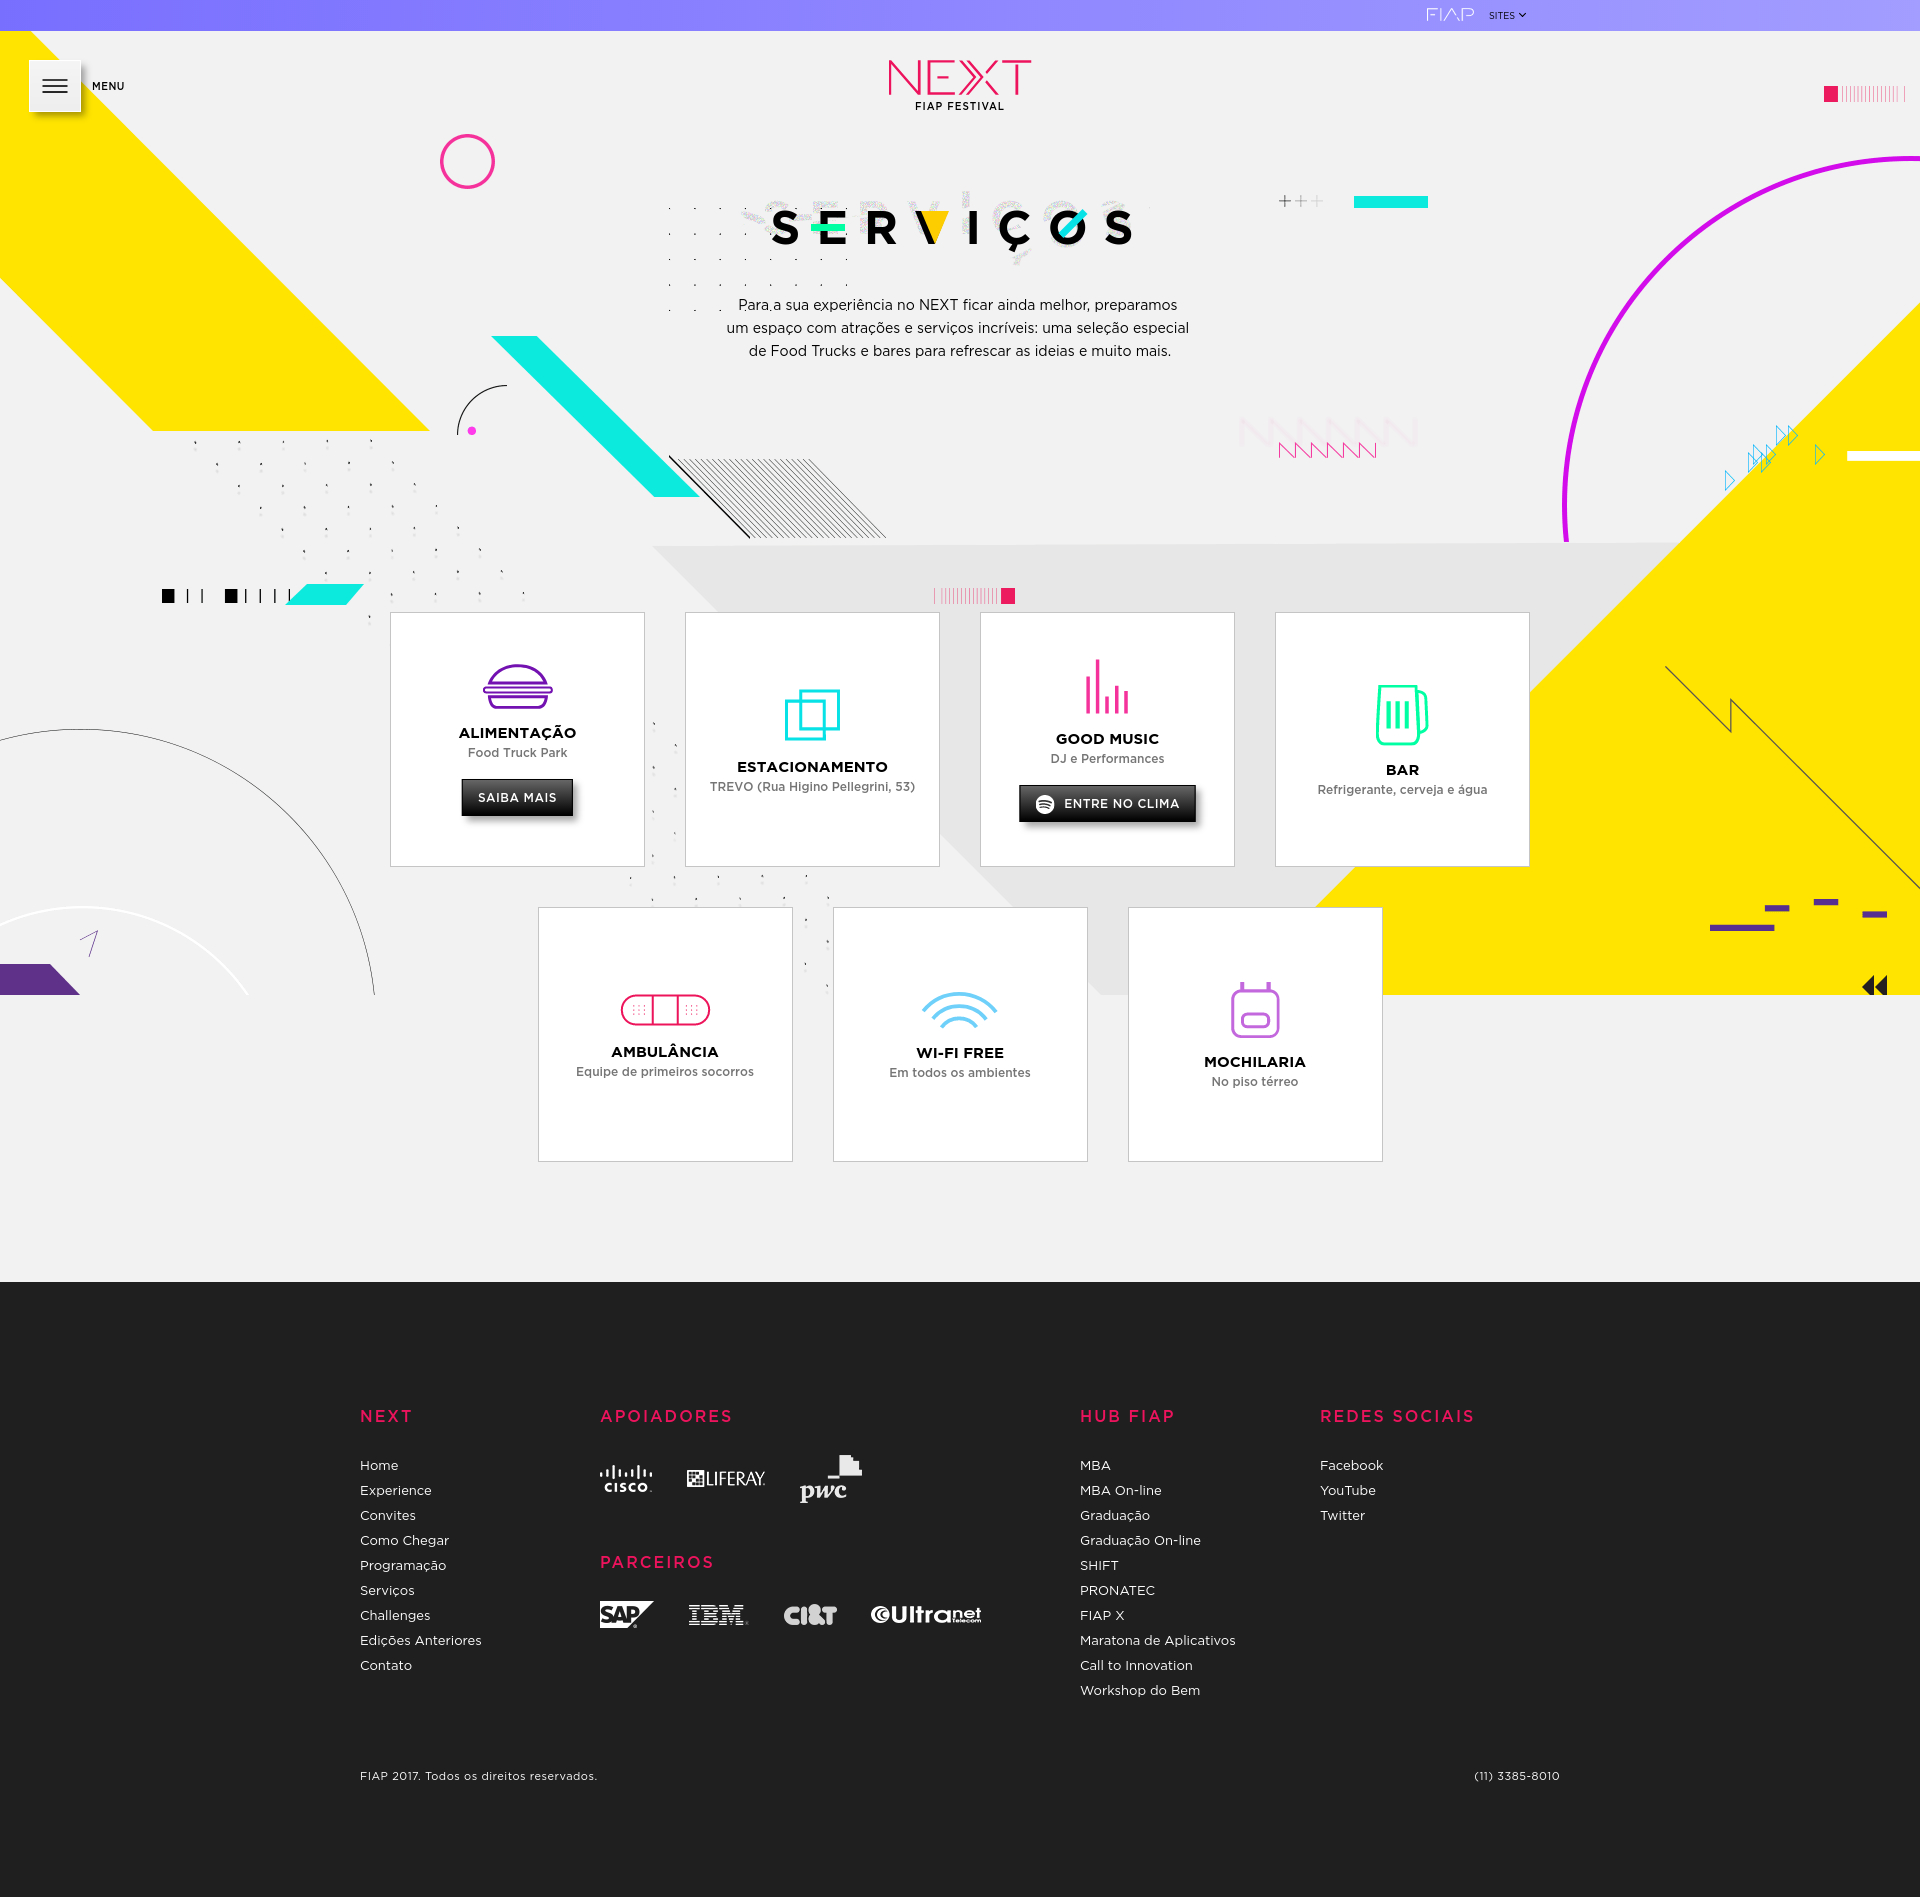 FIAP SITES
MENU
NEXT
FIAP FESTIVAL
SERVIÇOS
Para a sua experiência no NEXT ficar ainda melhor, preparamos
um espaço com atrações e serviços incríveis: uma seleção especial
de Food Trucks e bares para refrescar as ideias e muito mais.
ALIMENTAÇÃO
Food Truck Park
SAIBA MAIS
ESTACIONAMENTO
TREVO (Rua Higino Pellegrini, 53)
GOOD MUSIC
DJ e Performances
ENTRE NO CLIMA
BAR
Refrigerante, cerveja e água
AMBULÂNCIA
Equipe de primeiros socorros
WI-FI FREE
Em todos os ambientes
MOCHILARIA
No piso térreo
NEXT
Home
Experience
Convites
Como Chegar
Programação
Serviços
Challenges
Edições Anteriores
Contato
APOIADORES
CISCO
LIFERAY.
pwc
PARCEIROS
SAP
IBM
CI&T
Ultranet
Telecom
HUB FIAP
MBA
MBA On-line
Graduação
Graduação On-line
SHIFT
PRONATEC
FIAP X
Maratona de Aplicativos
Call to Innovation
Workshop do Bem
REDES SOCIAIS
Facebook
YouTube
Twitter
FIAP 2017. Todos os direitos reservados.
(11) 3385-8010